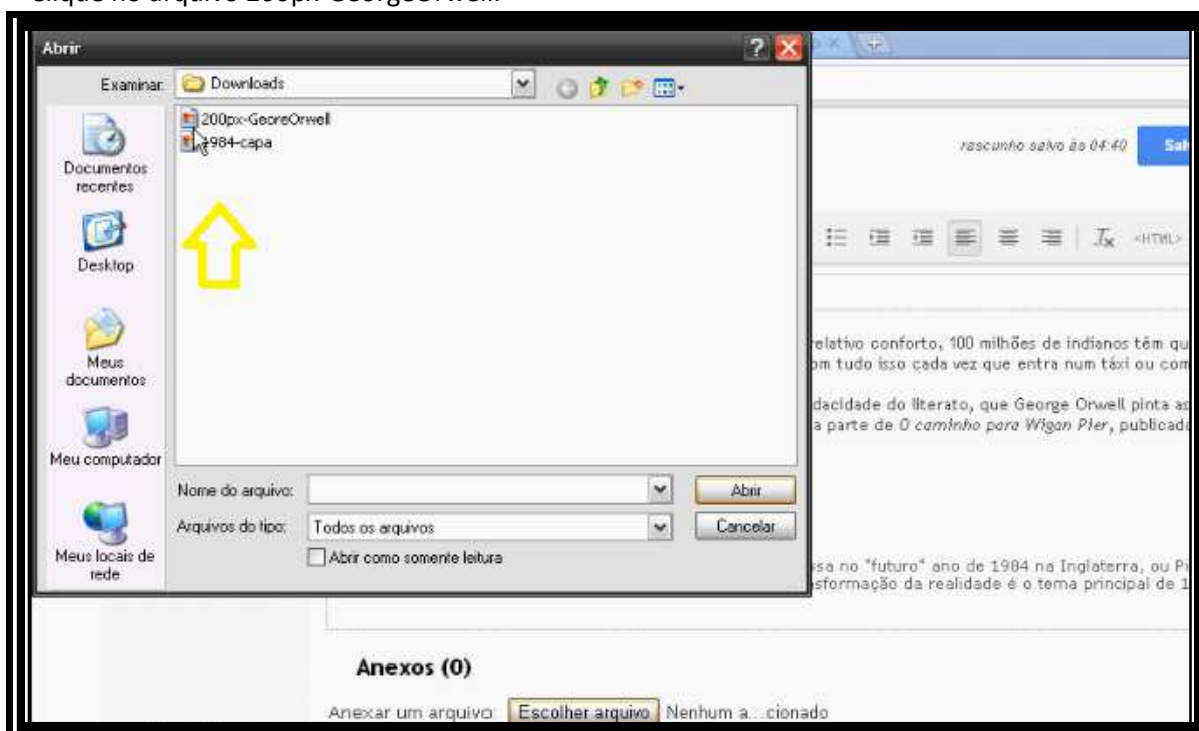 Abrir
Examinar:
Downloads
200px-GeoreOrwell
1984-capa
Documentos
recentes
Desktop
Meus
documentos
Meu computador
Meus locais de
rede
Nome do arquivo:
Abrir
Arquivos do tipo:
Todos os arquivos
Cancelar
Abrir como somente leitura
rascunho salvo às 04:40
<HTML>
relativo conforto, 100 milhões de indianos têm qu
om tudo isso cada vez que entra num táxi ou com
dacidade do literato, que George Orwell pinta as
a parte de O caminho para Wigan Pier, publicad
ssa no "futuro" ano de 1984 na Inglaterra, ou Pi
sformação da realidade é o tema principal de 1
Anexos (0)
Anexar um arquivo:
Escolher arquivo
Nenhum a...cionado